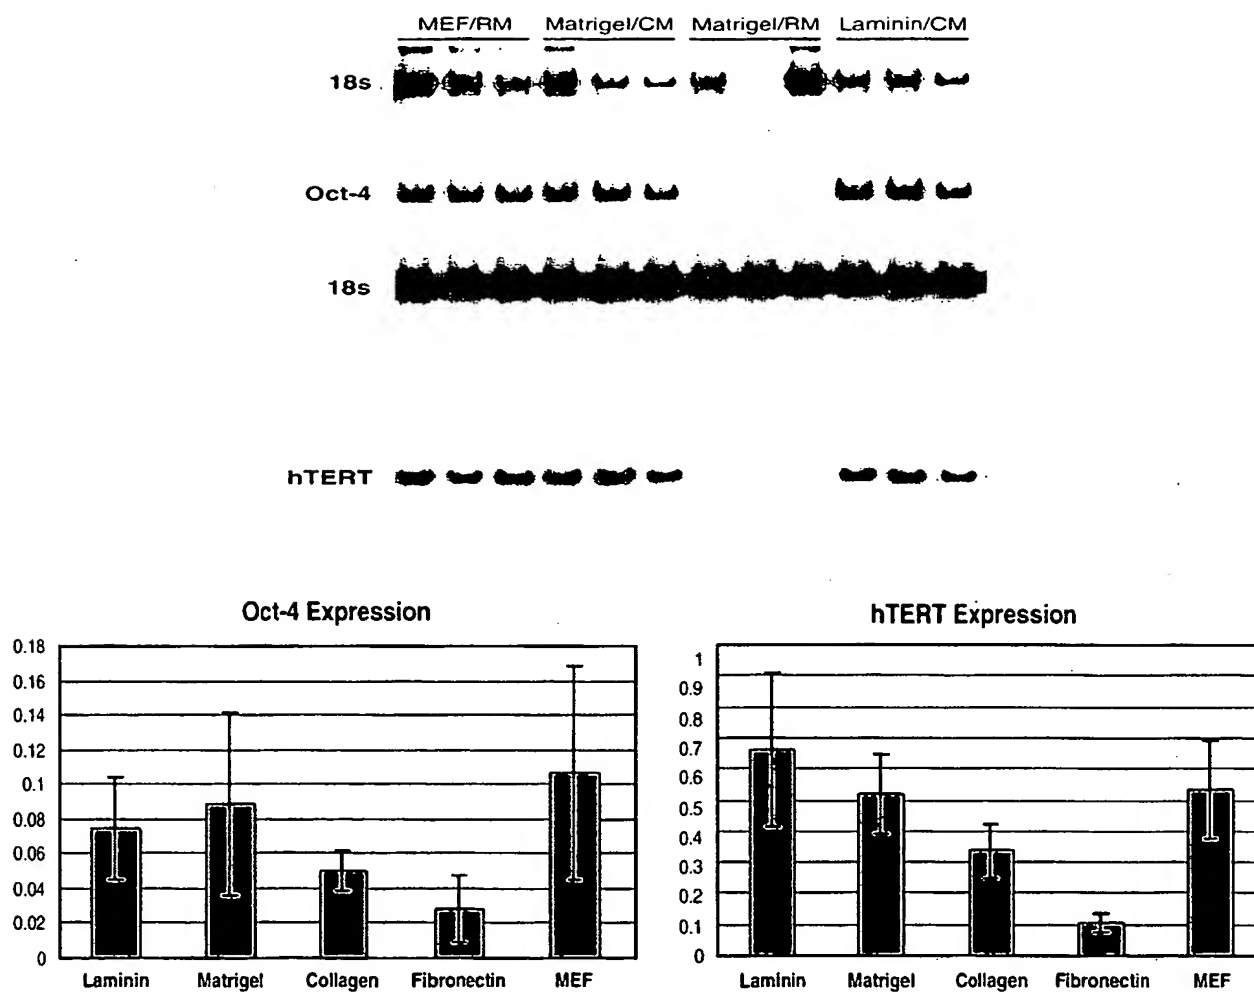 MEF/RM Matrigel/CM Matrigel/RM Laminin/CM
18s
Oct-4
18s
hTERT
Oct-4 Expression
0.18
0.16
0.14
0.12
0.1
0.08
0.06
0.04
0.02
0
Laminin Matrigel Collagen Fibronectin MEF
hTERT Expression
1
0.9
0.8
0.7
0.6
0.5
0.4
0.3
0.2
0.1
0
Laminin Matrigel Collagen Fibronectin MEF